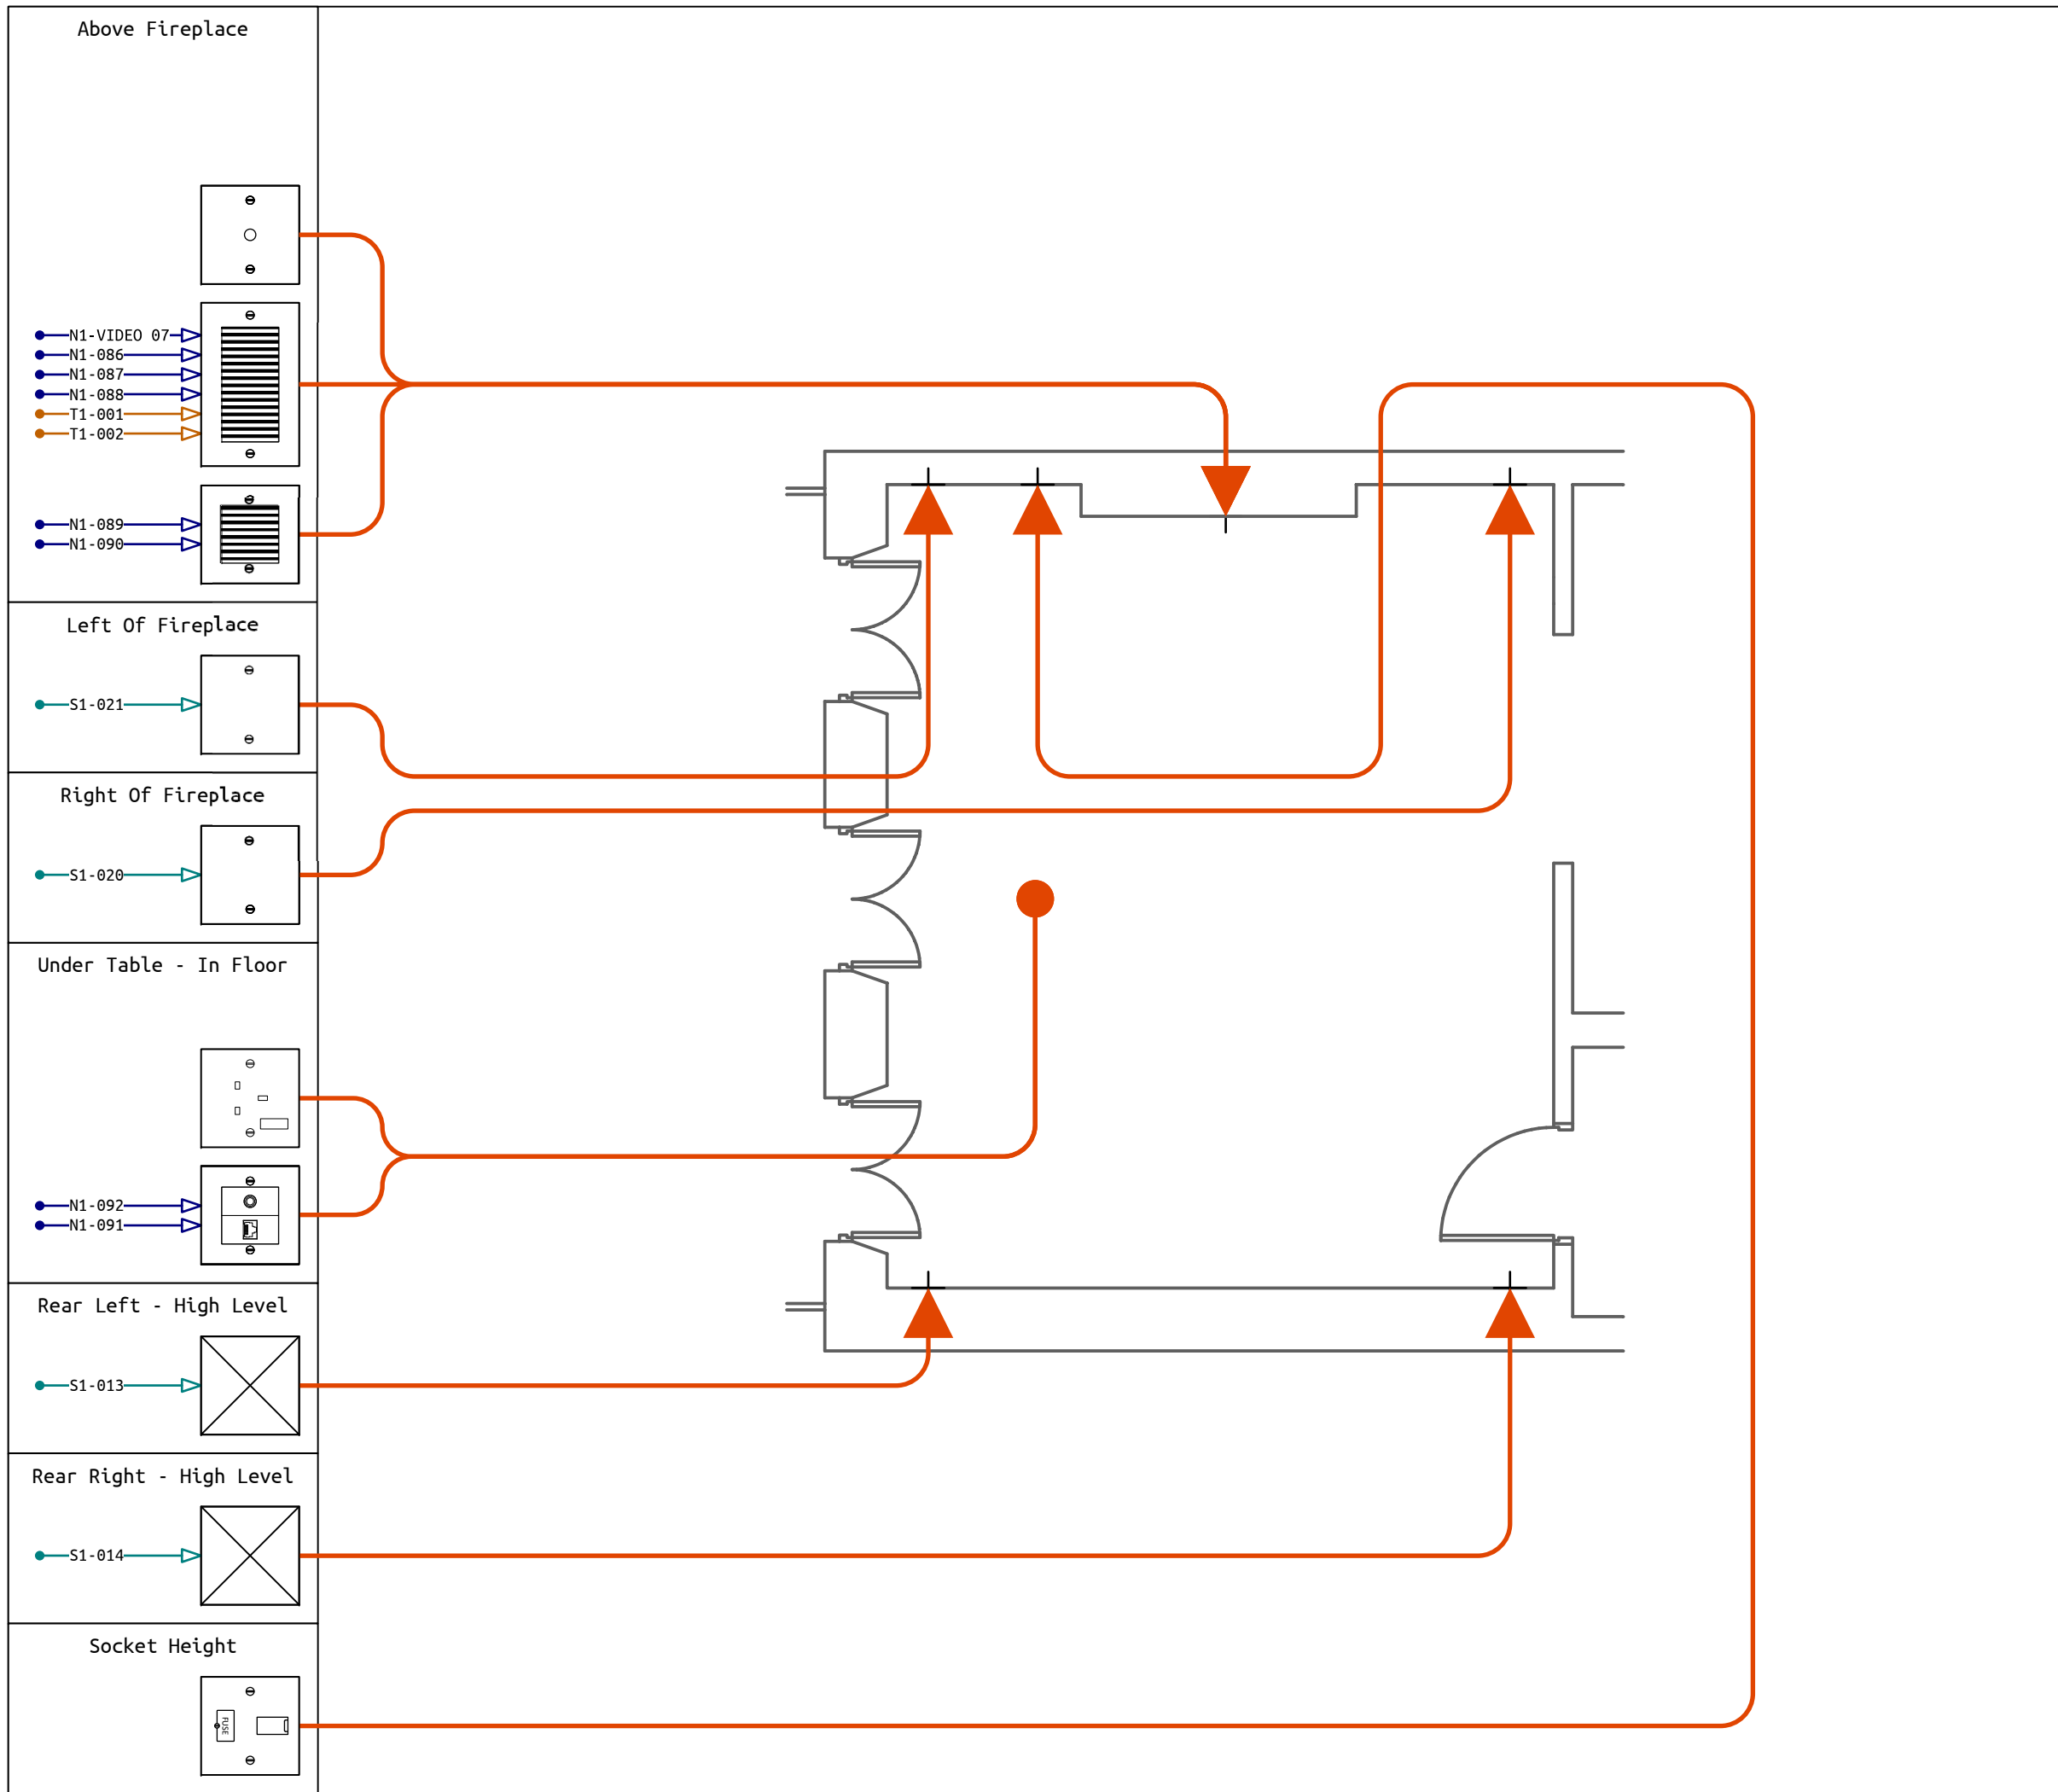 Above Fireplace
N1-VIDEO 07
N1-086
N1-087
N1-088
T1-001
T1-002
N1-089
N1-090
Left Of Fireplace
S1-021
Right Of Fireplace
S1-020
Under Table - In Floor
N1-092
N1-091
Rear Left - High Level
S1-013
Rear Right - High Level
S1-014
Socket Height
FUSE